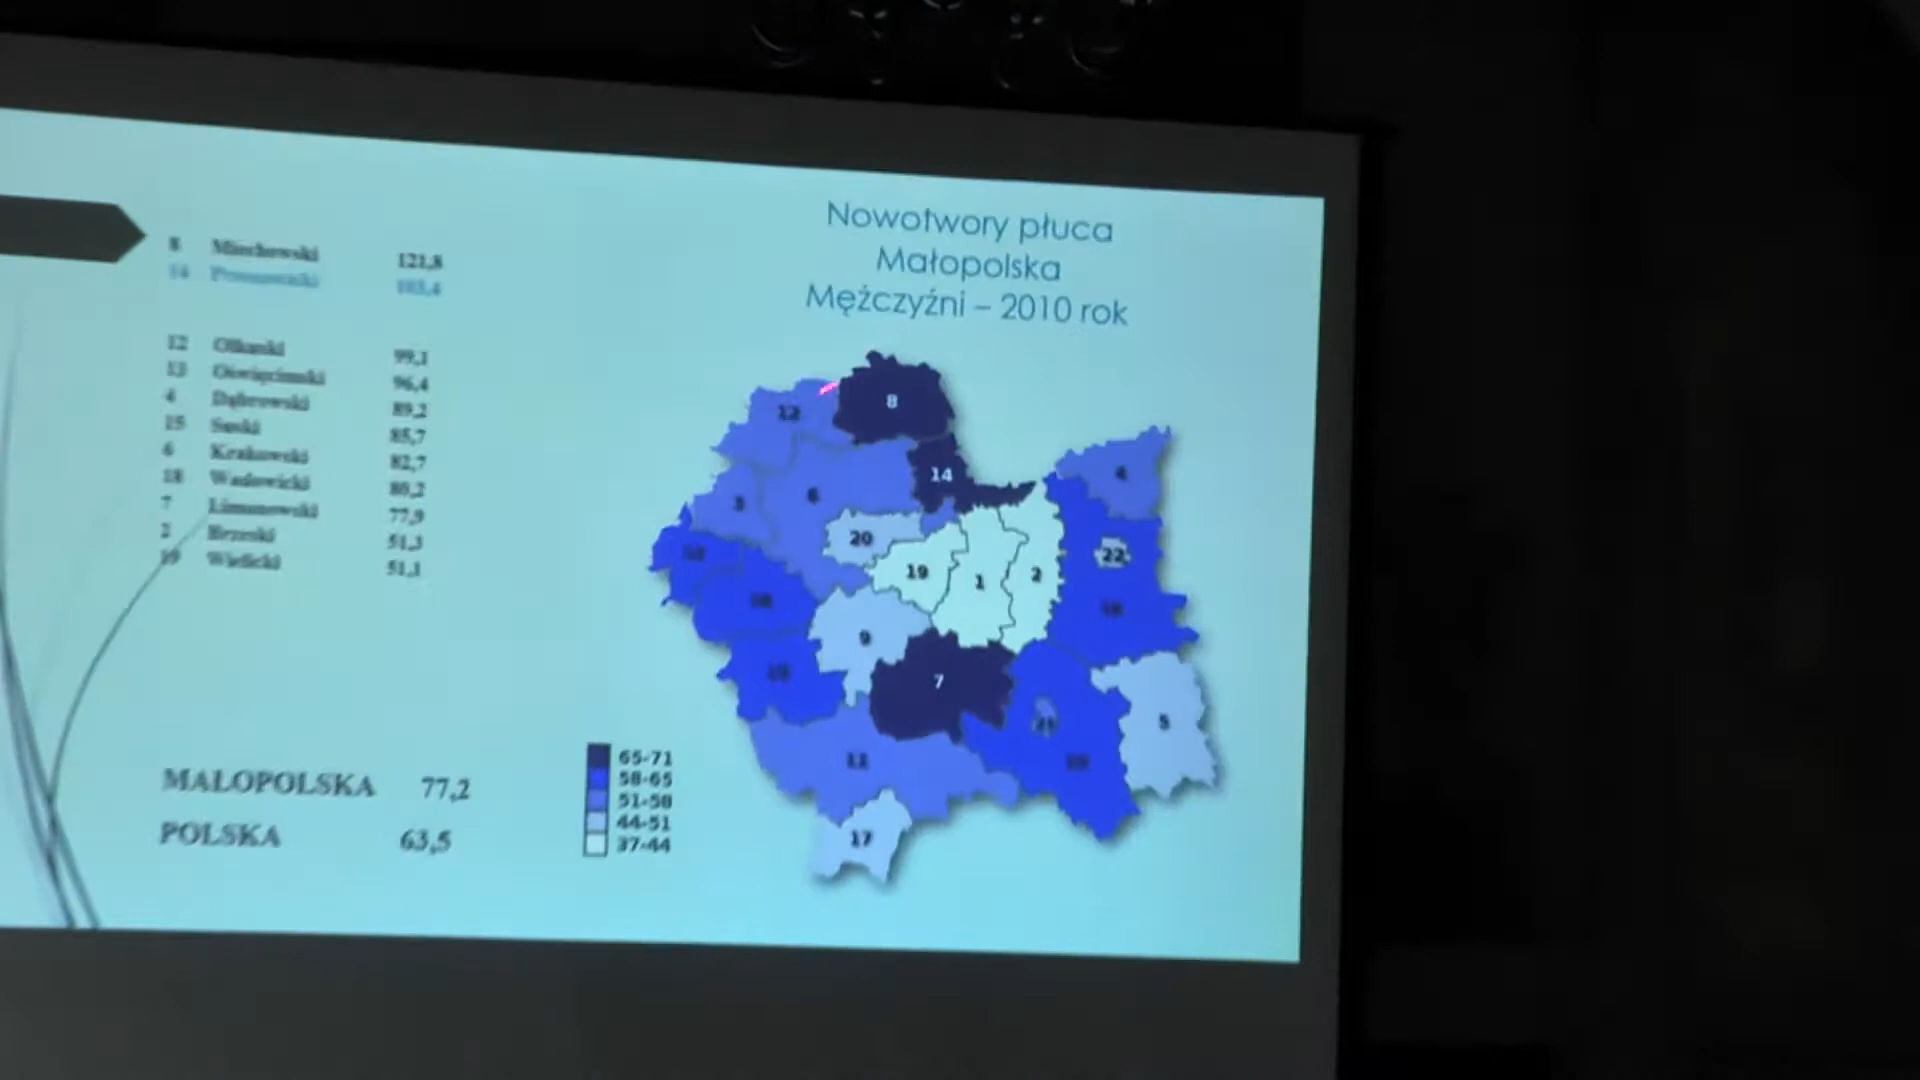 8 Miechowski 121,8
14 Proszowicki 103,4
12 Olkuski 99,1
13 Oświęcimski 96,4
4 Dąbrowski 89,2
15 Suski 85,7
6 Krakowski 82,7
18 Wadowicki 80,2
7 Limanowski 77,9
2 Brzeski 51,3
19 Wielicki 51,1
MAŁOPOLSKA 77,2
POLSKA 63,5
Nowotwory płuca
Małopolska
Mężczyźni – 2010 rok
8
12
14
4
3
6
20
22
19
1
2
9
7
5
11
17
65-71
58-65
51-58
44-51
37-44